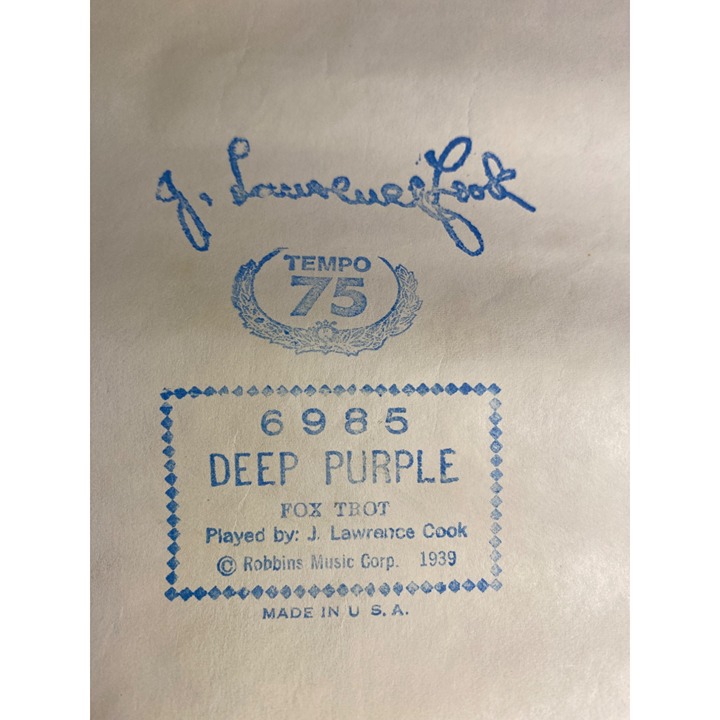 J. Lawrence Cook
TEMPO
75
6985
DEEP PURPLE
FOX TROT
Played by: J. Lawrence Cook
© Robbins Music Corp. 1939
MADE IN U S. A.